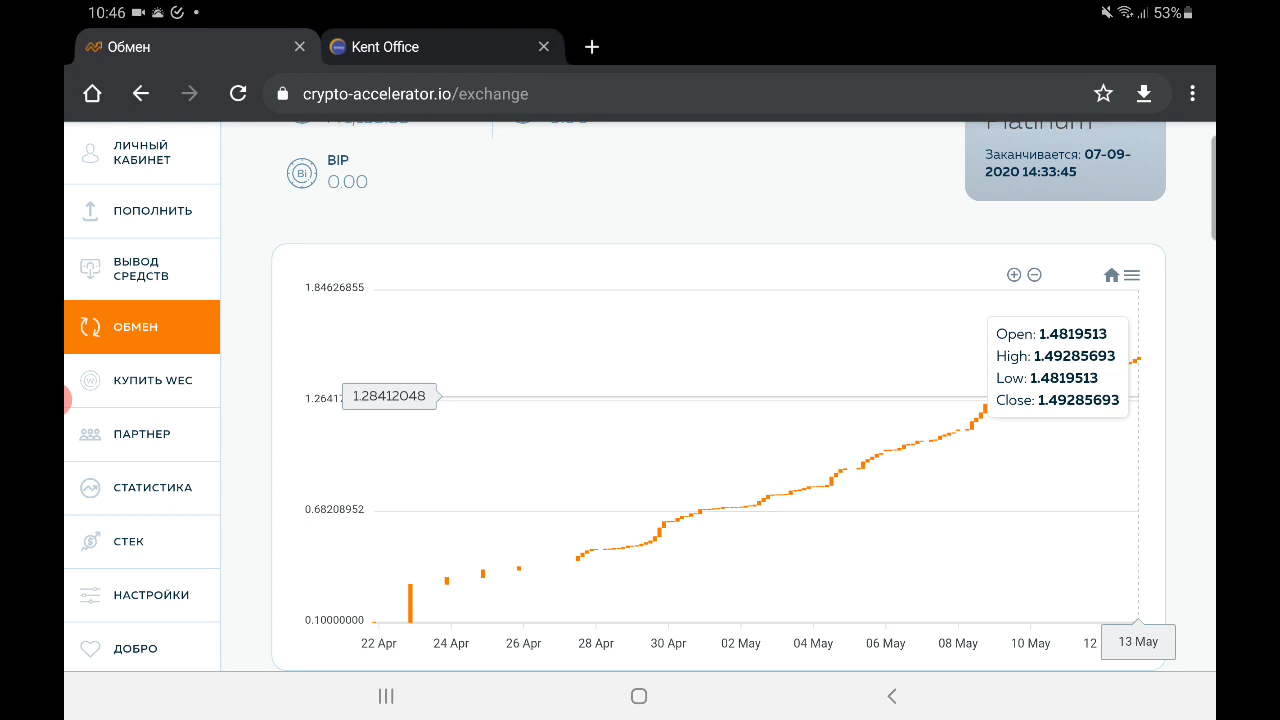 10:46
53%
Обмен
Kent Office
crypto-accelerator.io/exchange
ЛИЧНЫЙ
КАБИНЕТ
ПОПОЛНИТЬ
ВЫВОД
СРЕДСТВ
ОБМЕН
КУПИТЬ WEC
ПАРТНЕР
СТАТИСТИКА
СТЕК
НАСТРОЙКИ
ДОБРО
BIP
0.00
Platinum
Заканчивается: 07-09-
2020 14:33:45
1.84626855
Open: 1.4819513
High: 1.49285693
Low: 1.4819513
Close: 1.49285693
1.28412048
0.68208952
0.10000000
22 Apr
24 Apr
26 Apr
28 Apr
30 Apr
02 May
04 May
06 May
08 May
10 May
12
13 May